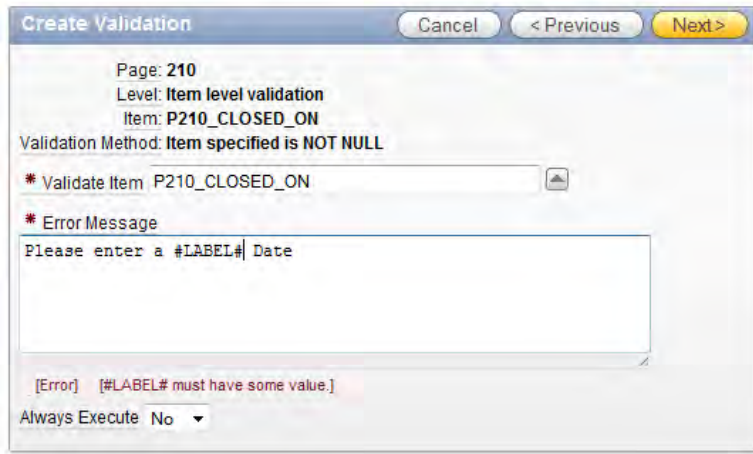 Create Validation Cancel < Previous Next >
Page: 210
Level: Item level validation
Item: P210_CLOSED_ON
Validation Method: Item specified is NOT NULL
* Validate Item P210_CLOSED_ON
* Error Message
Please enter a #LABEL# Date
[Error] [#LABEL# must have some value.]
Always Execute No